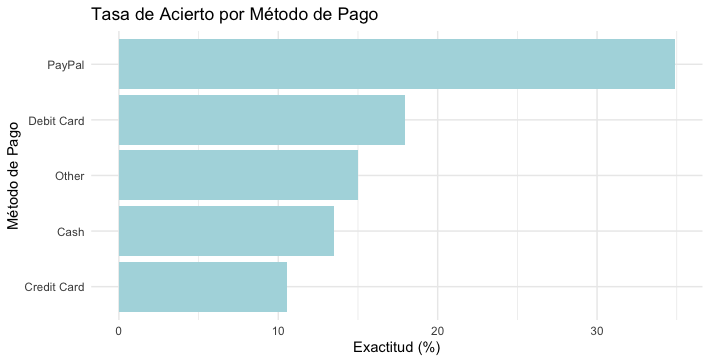 Tasa de Acierto por Método de Pago
Método de Pago
PayPal
Debit Card
Other
Cash
Credit Card
0 10 20 30
Exactitud (%)